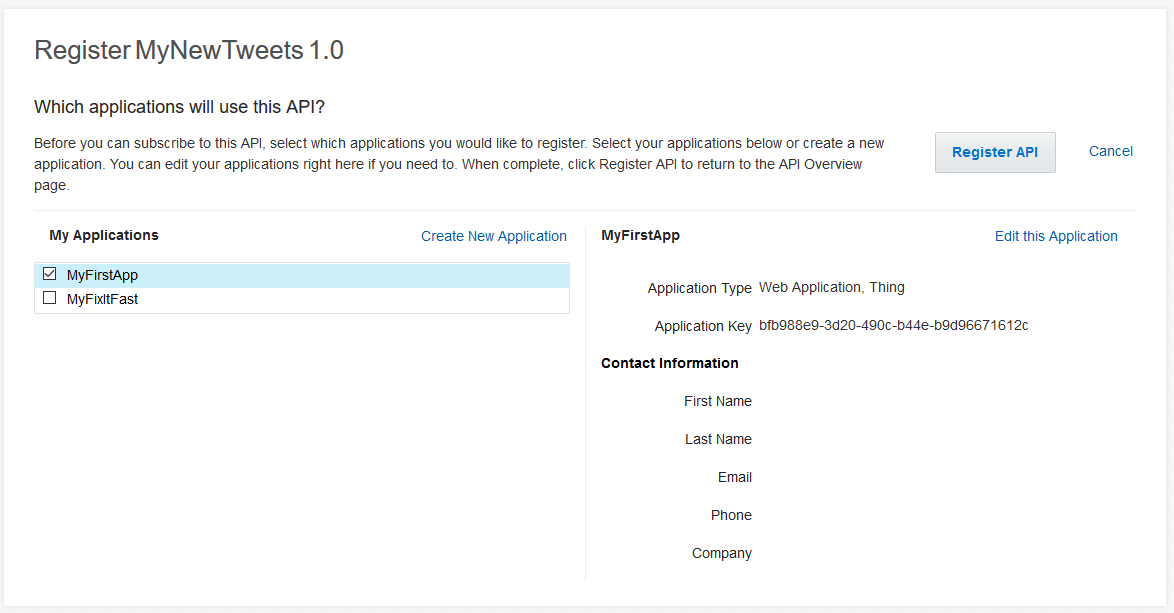 Register MyNewTweets 1.0
Which applications will use this API?
Before you can subscribe to this API, select which applications you would like to register. Select your applications below or create a new
application. You can edit your applications right here if you need to. When complete, click Register API to return to the API Overview
page.
Register API
Cancel
My Applications
Create New Application
MyFirstApp
MyFixItFast
MyFirstApp
Edit this Application
Application Type Web Application, Thing
Application Key bfb988e9-3d20-490c-b44e-b9d96671612c
Contact Information
First Name
Last Name
Email
Phone
Company